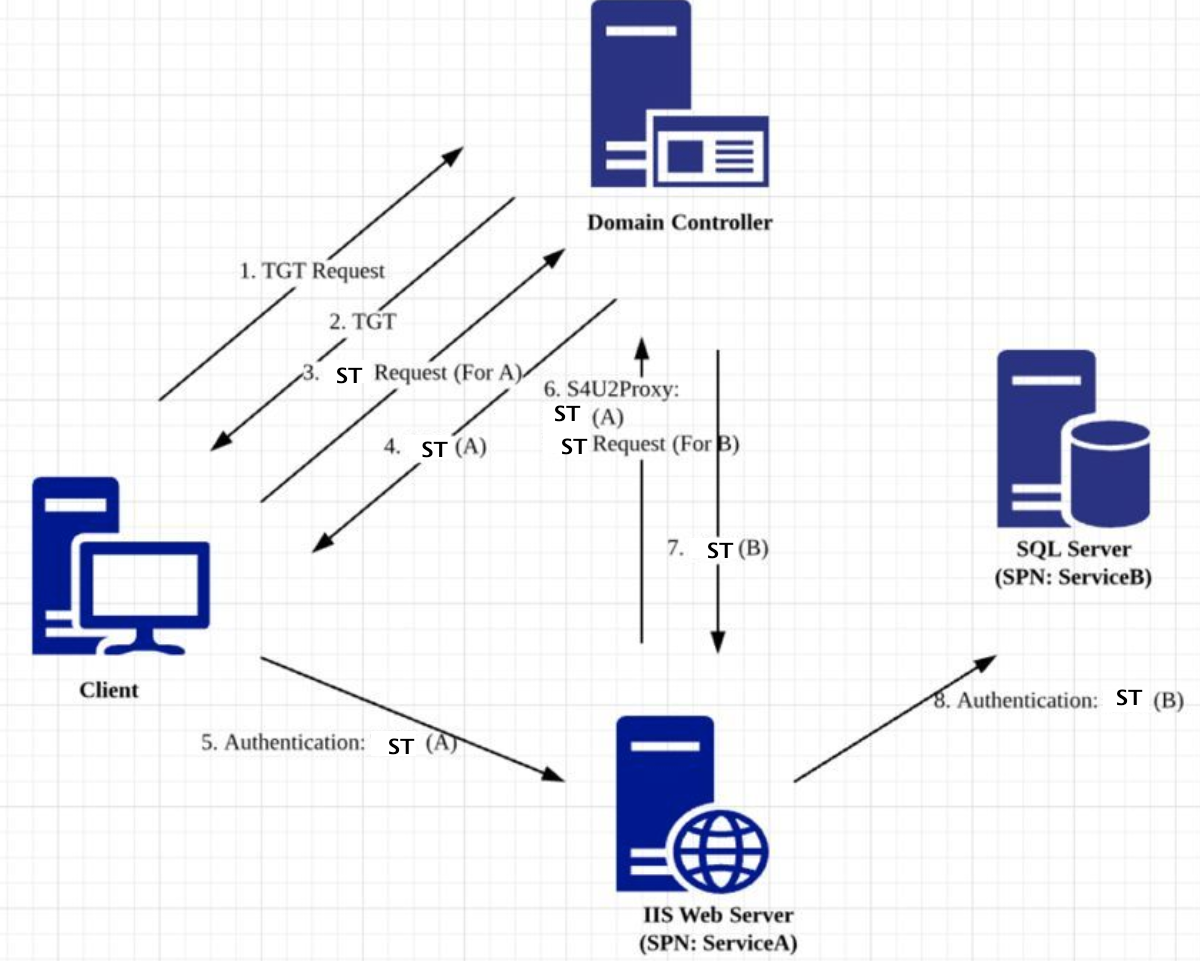 Domain Controller
1. TGT Request
2. TGT
3. ST Request (For A)
4. ST (A)
6. S4U2Proxy:
ST (A)
ST Request (For B)
7. ST (B)
SQL Server
(SPN: ServiceB)
Client
5. Authentication: ST (A)
8. Authentication: ST (B)
IIS Web Server
(SPN: ServiceA)